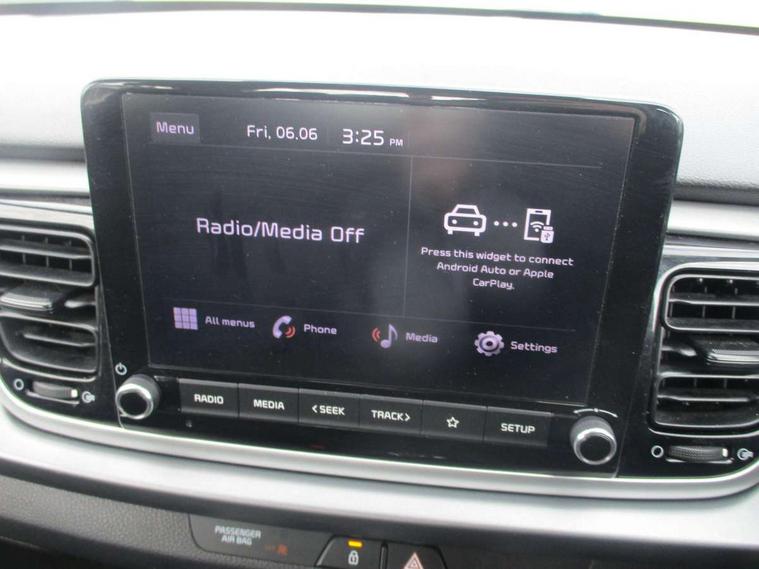 Menu Fri, 06.06 3:25 PM
Radio/Media Off
Press this widget to connect
Android Auto or Apple
CarPlay.
All menus Phone Media Settings
RADIO MEDIA <SEEK TRACK> SETUP
PASSENGER
AIR BAG